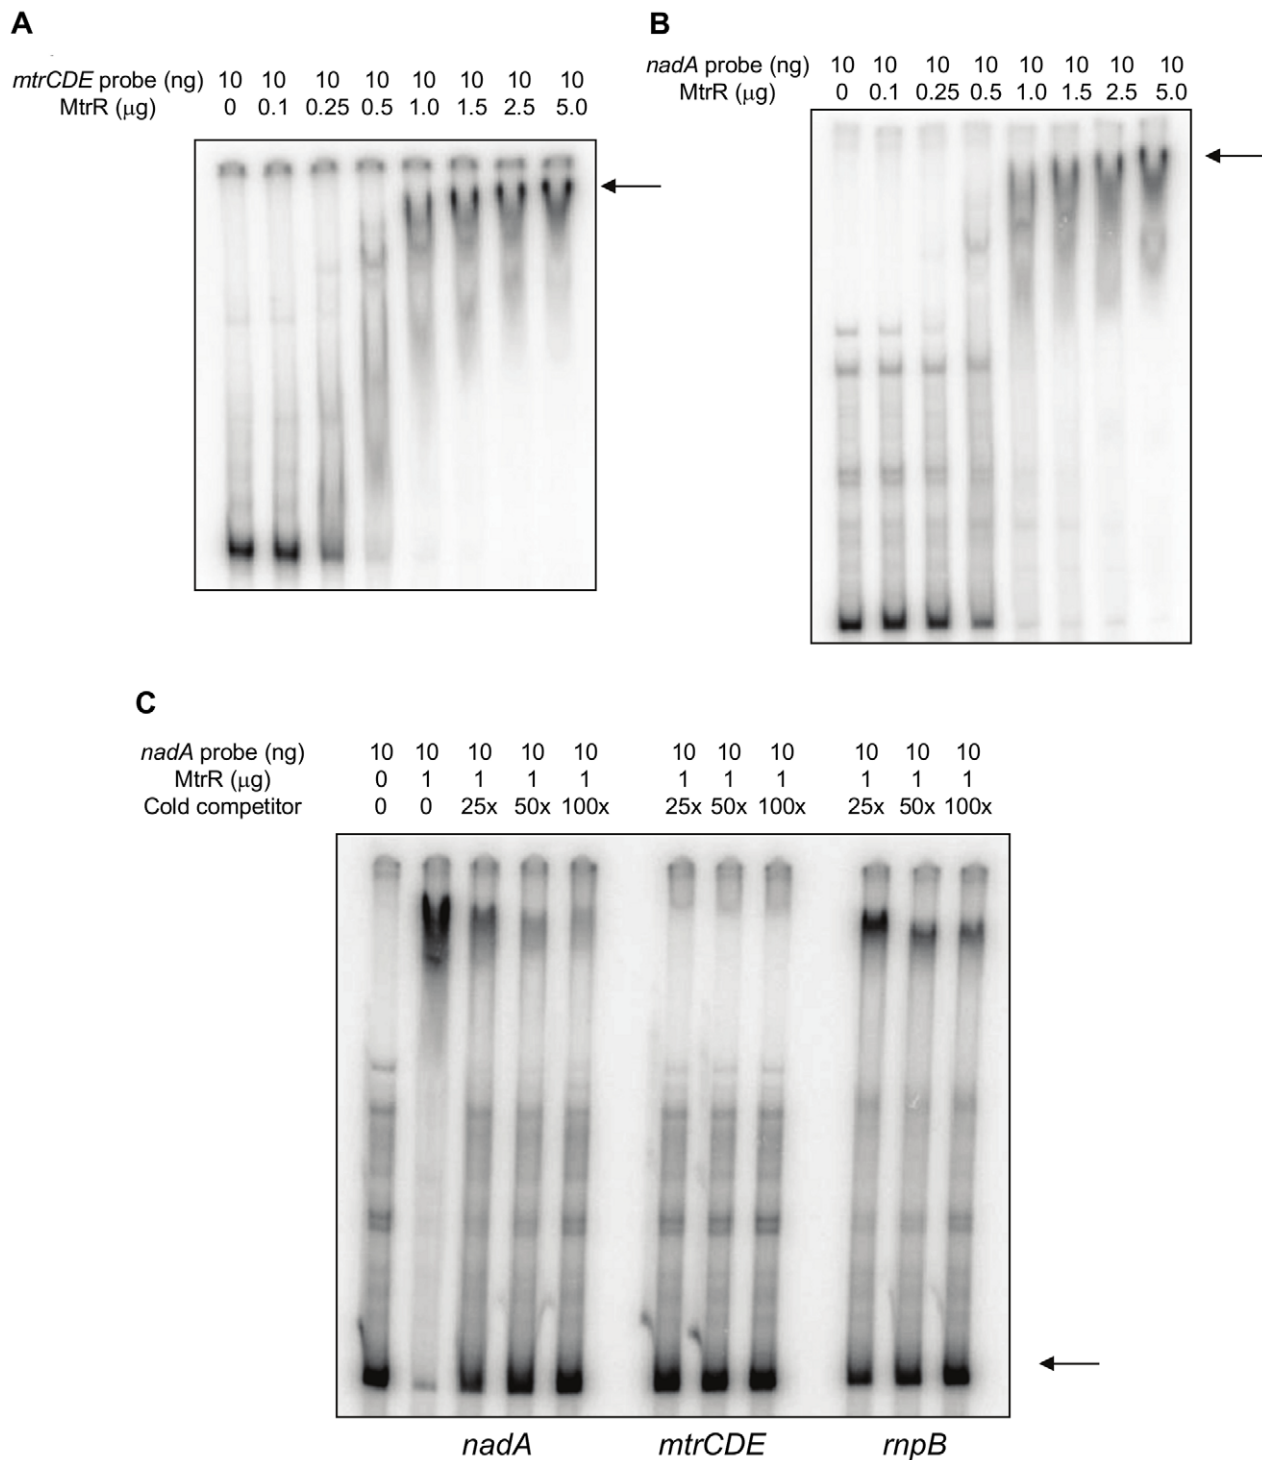 A
mtrCDE probe (ng) 10 10 10 10 10 10 10 10
MtrR (μg) 0 0.1 0.25 0.5 1.0 1.5 2.5 5.0
B
nadA probe (ng) 10 10 10 10 10 10 10 10
MtrR (μg) 0 0.1 0.25 0.5 1.0 1.5 2.5 5.0
C
nadA probe (ng) 10 10 10 10 10 10 10 10 10 10 10
MtrR (μg) 0 1 1 1 1 1 1 1 1 1 1
Cold competitor 0 0 25x 50x 100x 25x 50x 100x 25x 50x 100x
nadA mtrCDE rnpB